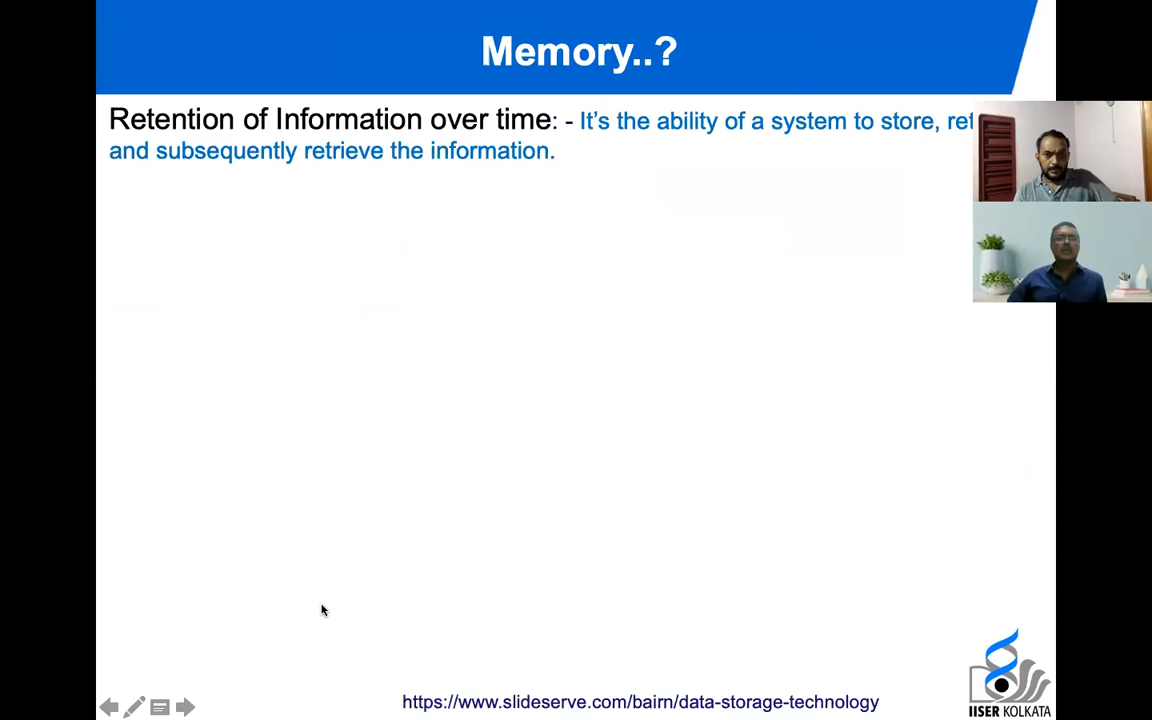 Memory..?
Retention of Information over time: - It’s the ability of a system to store,
and subsequently retrieve the information.
https://www.slideserve.com/bairn/data-storage-technology
IISER KOLKATA